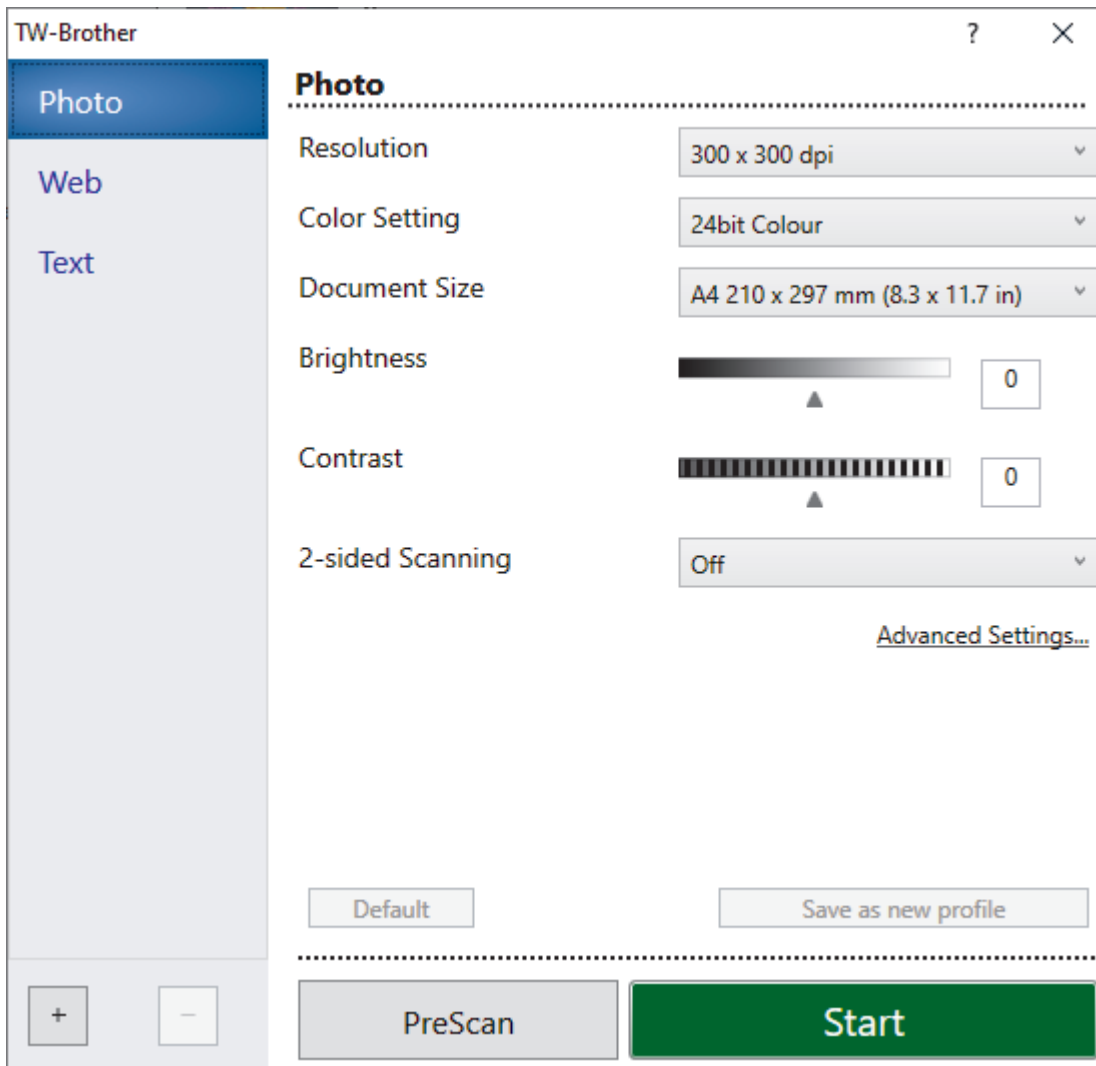 TW-Brother
?
Photo
Web
Text
Photo
Resolution
300 x 300 dpi
Color Setting
24bit Colour
Document Size
A4 210 x 297 mm (8.3 x 11.7 in)
Brightness
0
Contrast
0
2-sided Scanning
Off
Advanced Settings...
Default
Save as new profile
+
−
PreScan
Start